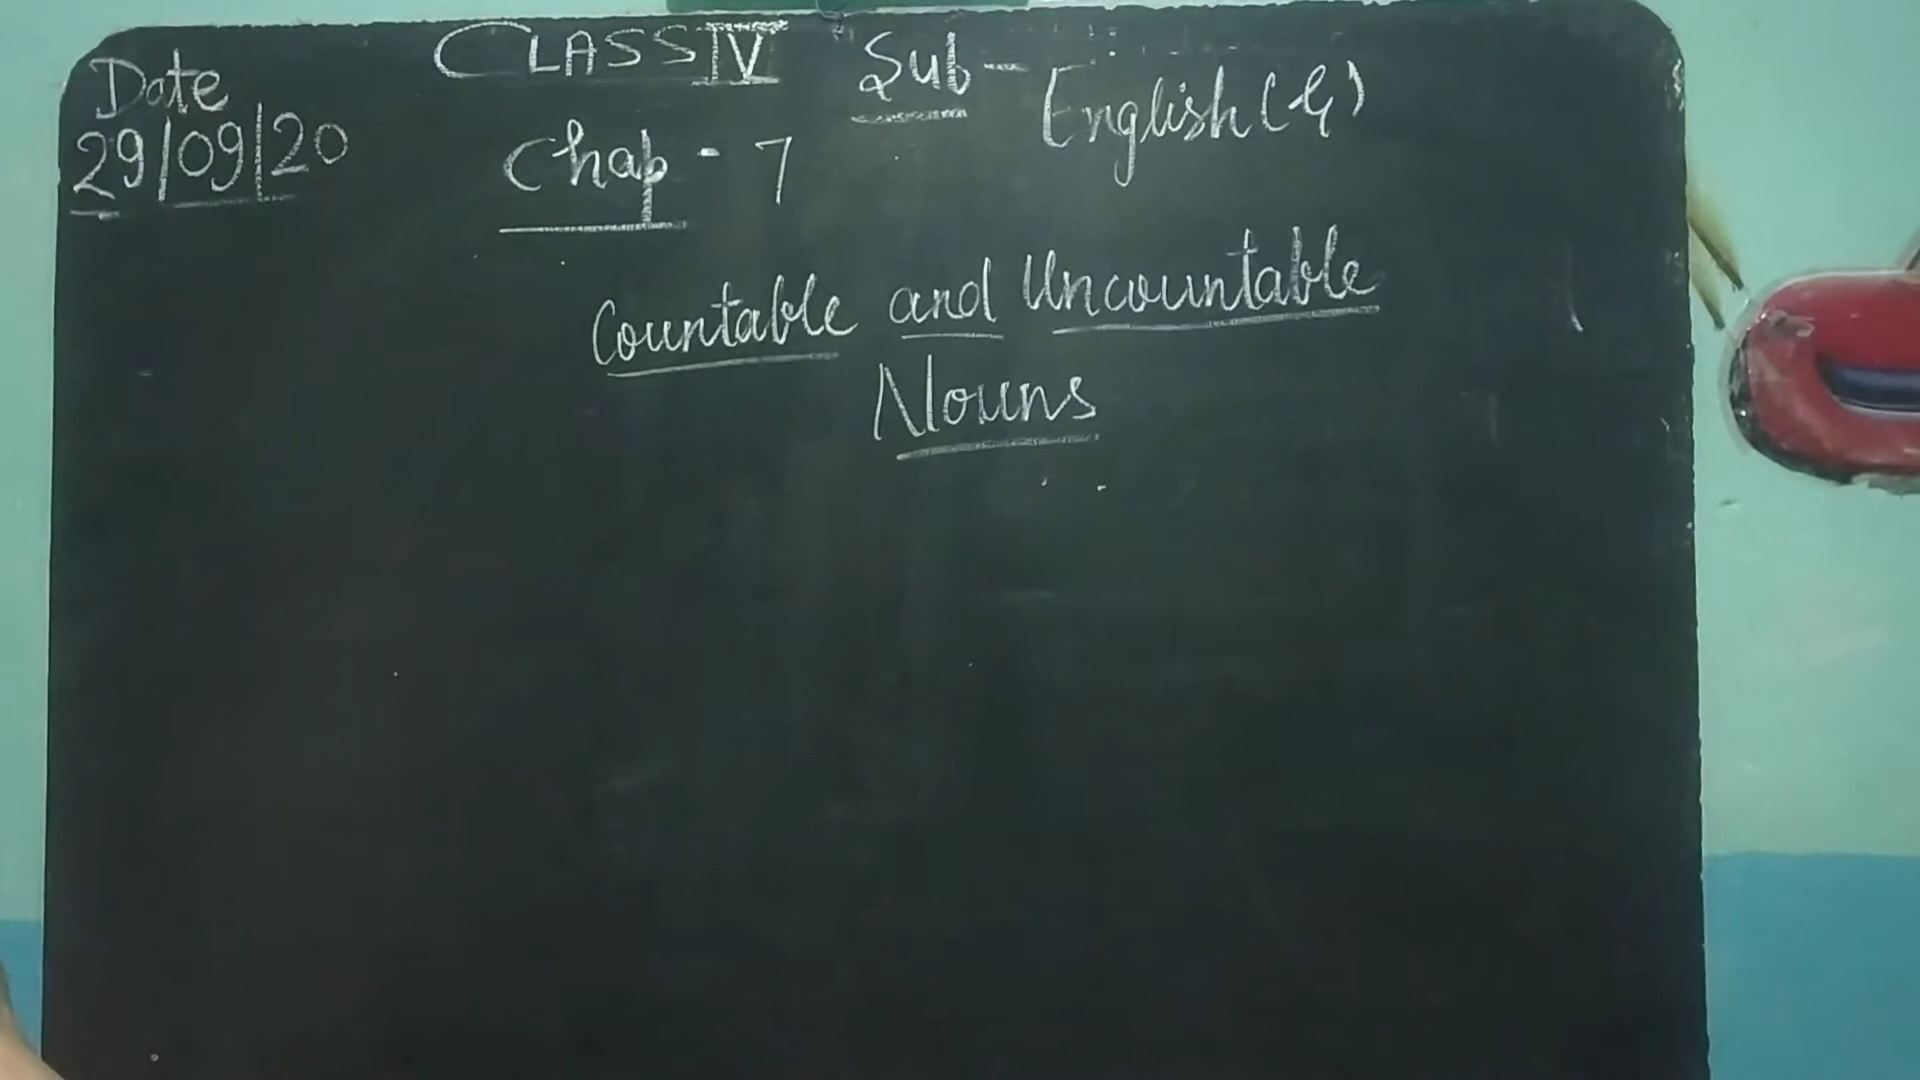 Date
29/09/20
CLASS IV
Sub - English (G)
Chap - 7
Countable and Uncountable
Nouns